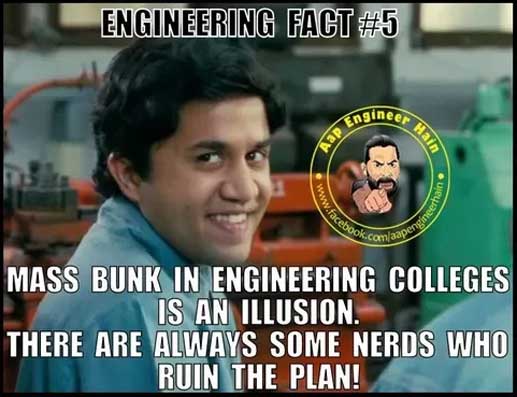 ENGINEERING FACT #5
Aap Engineer Hain
www.facebook.com/aapengineerhain
MASS BUNK IN ENGINEERING COLLEGES
IS AN ILLUSION.
THERE ARE ALWAYS SOME NERDS WHO
RUIN THE PLAN!